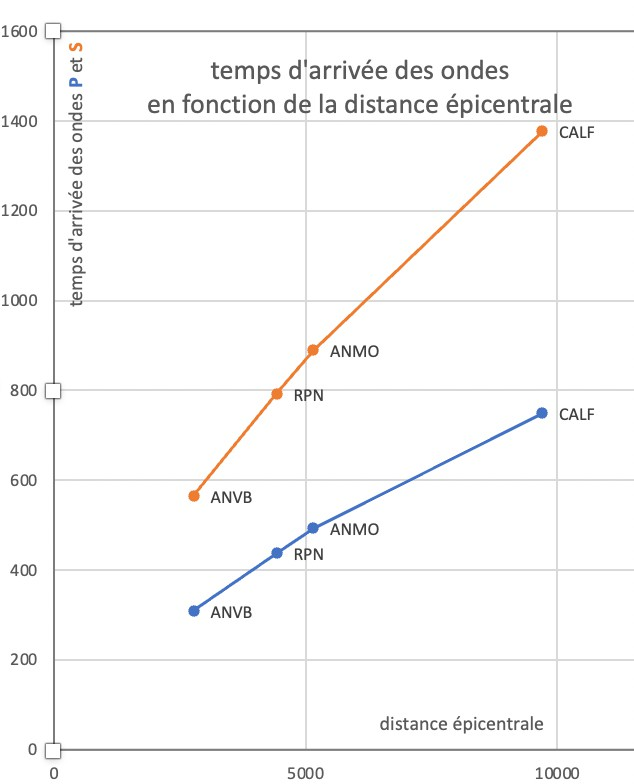 1600
1400
1200
1000
800
600
400
200
0
temps d'arrivée des ondes P et S
temps d'arrivée des ondes
en fonction de la distance épicentrale
CALF
ANMO
RPN
CALF
ANVB
ANMO
RPN
ANVB
distance épicentrale
0 5000 10000